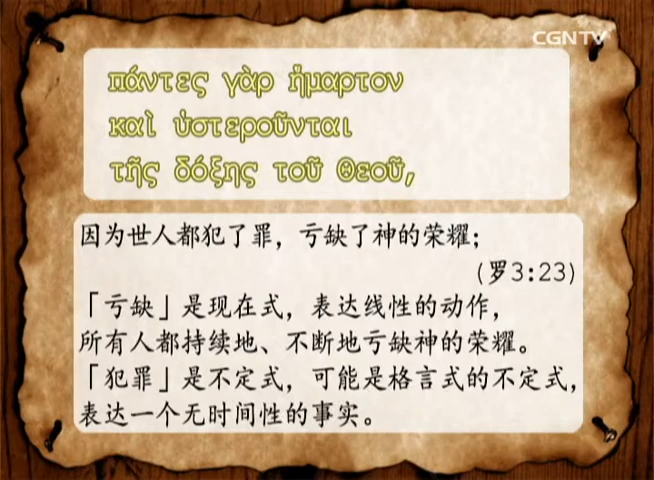 CGNTV
πάντες γὰρ ἥμαρτον
καὶ ὑστεροῦνται
τῆς δόξης τοῦ θεοῦ,
因为世人都犯了罪，亏缺了神的荣耀；
(罗3:23)
「亏缺」是现在式，表达线性的动作，
所有人都持续地、不断地亏缺神的荣耀。
「犯罪」是不定式，可能是格言式的不定式，
表达一个无时间性的事实。